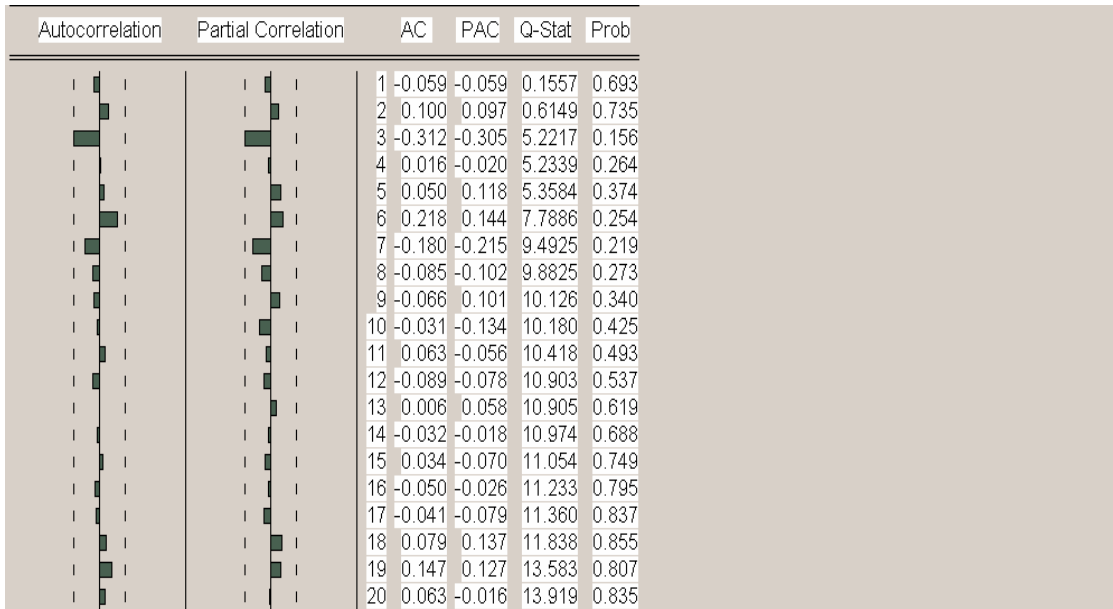 Autocorrelation Partial Correlation AC PAC Q-Stat Prob
1 -0.059 -0.059 0.1557 0.693
2 0.100 0.097 0.6149 0.735
3 -0.312 -0.305 5.2217 0.156
4 0.016 -0.020 5.2339 0.264
5 0.050 0.118 5.3584 0.374
6 0.218 0.144 7.7886 0.254
7 -0.180 -0.215 9.4925 0.219
8 -0.085 -0.102 9.8825 0.273
9 -0.066 0.101 10.126 0.340
10 -0.031 -0.134 10.180 0.425
11 0.063 -0.056 10.418 0.493
12 -0.089 -0.078 10.903 0.537
13 0.006 0.058 10.905 0.619
14 -0.032 -0.018 10.974 0.688
15 0.034 -0.070 11.054 0.749
16 -0.050 -0.026 11.233 0.795
17 -0.041 -0.079 11.360 0.837
18 0.079 0.137 11.838 0.855
19 0.147 0.127 13.583 0.807
20 0.063 -0.016 13.919 0.835